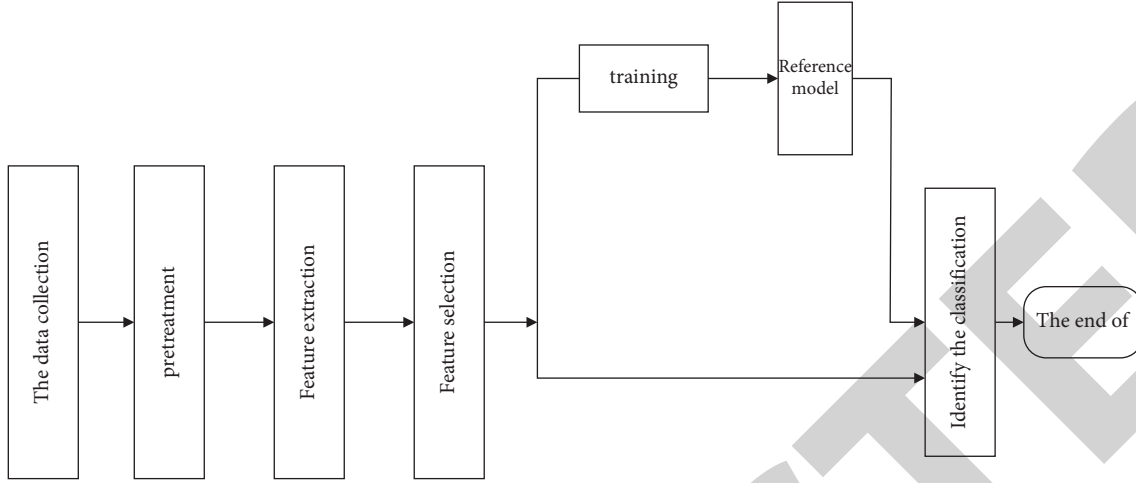 The data collection
pretreatment
Feature extraction
Feature selection
training
Reference
model
Identify the classification
The end of